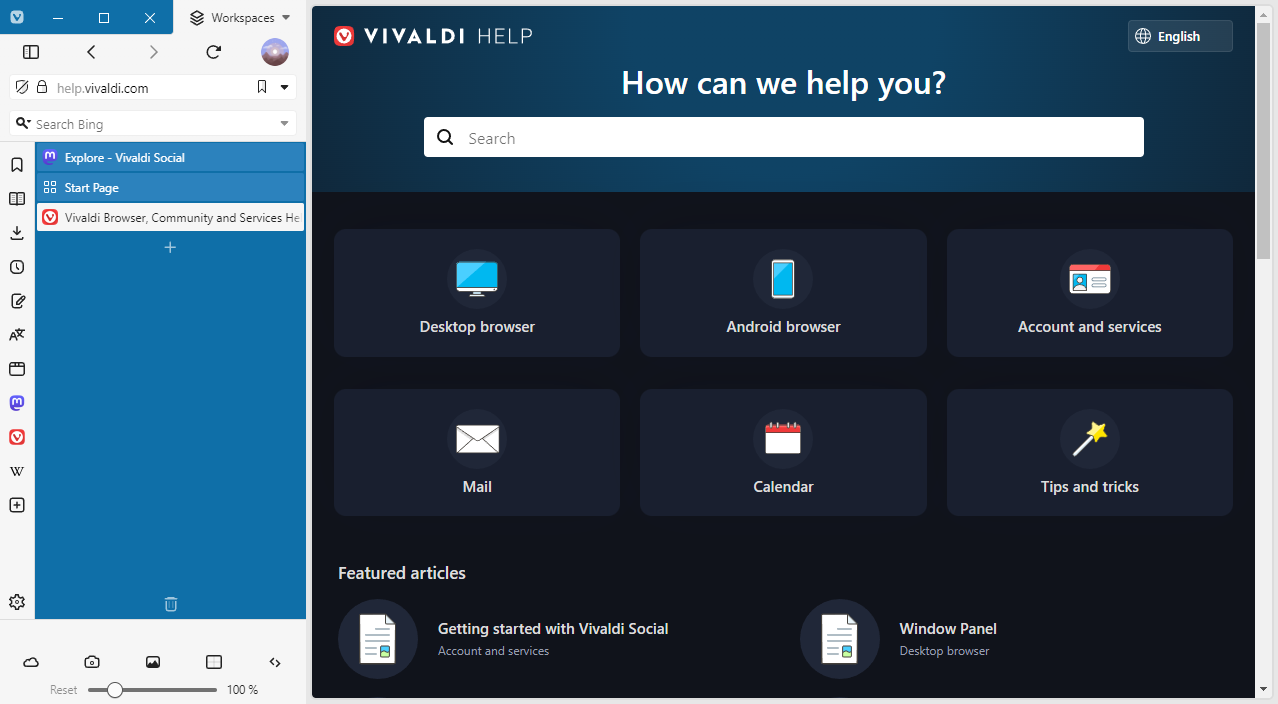 Workspaces
help.vivaldi.com
Search Bing
Explore - Vivaldi Social
Start Page
Vivaldi Browser, Community and Services He
Reset
100 %
VIVALDI HELP
English
How can we help you?
Search
Desktop browser
Android browser
Account and services
Mail
Calendar
Tips and tricks
Featured articles
Getting started with Vivaldi Social
Account and services
Window Panel
Desktop browser